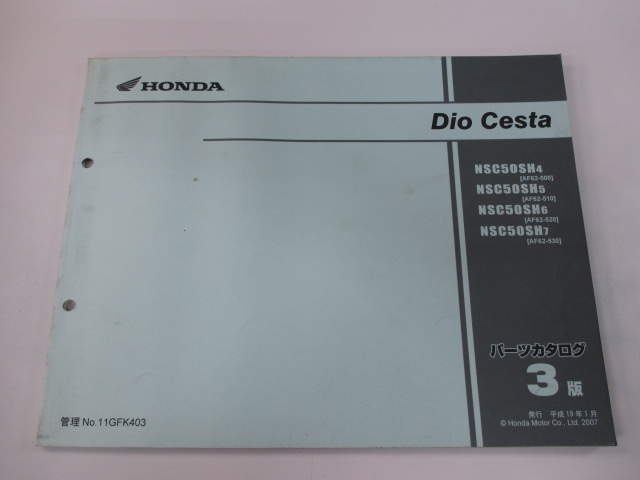 HONDA
Dio Cesta
NSC50SH4
[AF62-500]
NSC50SH5
[AF62-510]
NSC50SH6
[AF62-520]
NSC50SH7
[AF62-530]
パーツカタログ
3版
発行 平成19年1月
© Honda Motor Co., Ltd. 2007
管理 No.11GFK403